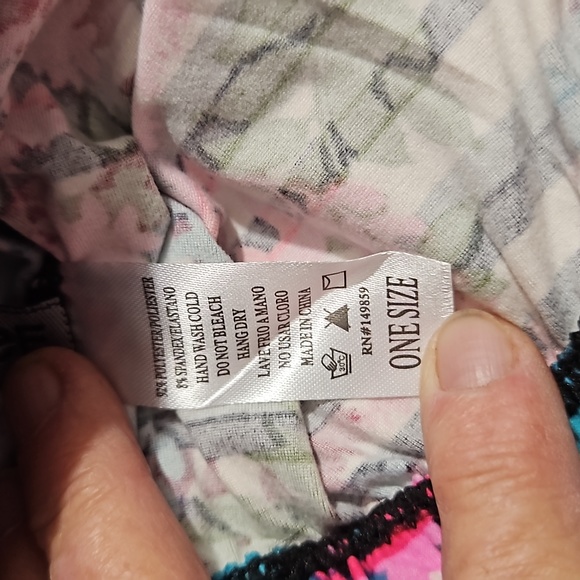 92% POLYESTER/POLIESTER
8% SPANDEX/ELASTANO
HAND WASH COLD
DO NOT BLEACH
HANG DRY
LAVE FRIO A MANO
NO USAR CLORO
MADE IN CHINA
30°C
RN#149859
ONE SIZE